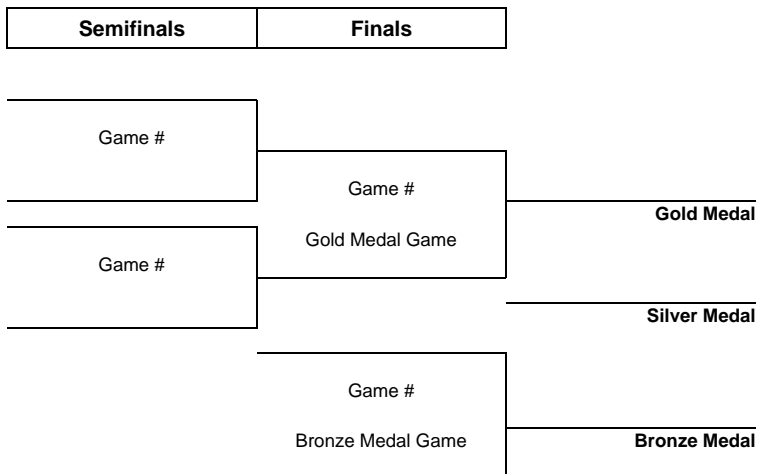 Semifinals Finals
Game #
Game #
Gold Medal
Gold Medal Game
Game #
Silver Medal
Game #
Bronze Medal Game Bronze Medal